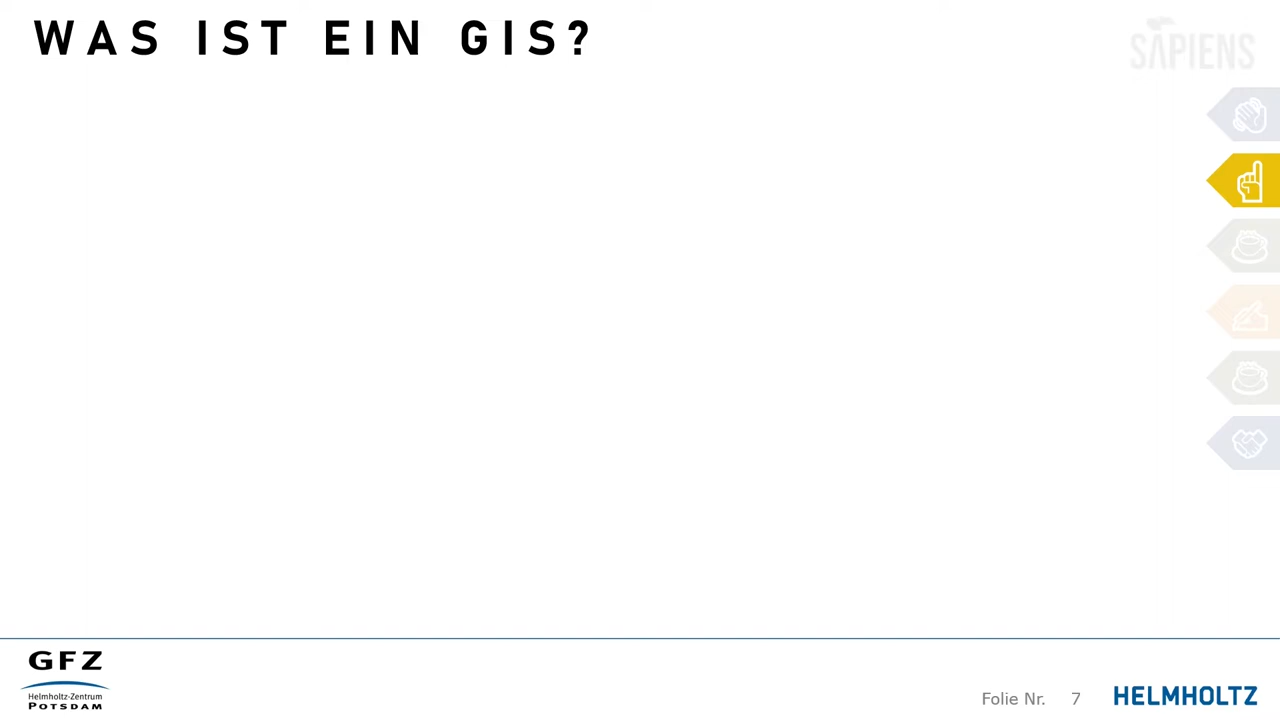 WAS IST EIN GIS?
SAPIENS
GFZ
Helmholtz-Zentrum
POTSDAM
Folie Nr. 7
HELMHOLTZ